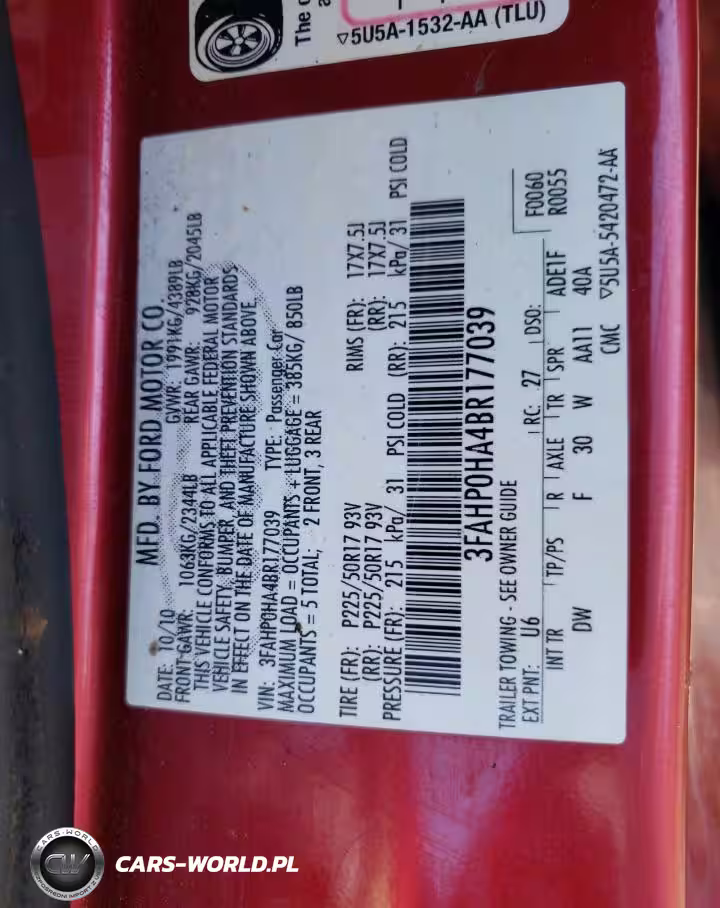 The
a
▽5U5A-1532-AA (TLU)
MFD. BY FORD MOTOR CO.
DATE: 10/10 GVWR: 1991KG/4389LB
FRONT GAWR: 1063KG/2344LB REAR GAWR: 928KG/2045LB
THIS VEHICLE CONFORMS TO ALL APPLICABLE FEDERAL MOTOR
VEHICLE SAFETY, BUMPER, AND THEFT PREVENTION STANDARDS
IN EFFECT ON THE DATE OF MANUFACTURE SHOWN ABOVE.
VIN: 3FAHP0HA4BR177039 TYPE: Passenger Car
MAXIMUM LOAD = OCCUPANTS + LUGGAGE = 385KG/ 850LB
OCCUPANTS = 5 TOTAL; 2 FRONT, 3 REAR
TIRE (FR): P225/50R17 93V RIMS (FR): 17X7.5J
(RR): P225/50R17 93V (RR): 17X7.5J
PRESSURE (FR): 215 kPa/ 31 PSI COLD (RR): 215 kPa/ 31 PSI COLD
3FAHP0HA4BR177039
TRAILER TOWING - SEE OWNER GUIDE F0060
EXT PNT: U6 RC: 27 DSO: R0055
INT TR TP/PS R AXLE TR SPR ADE1F
DW F 30 W AA11 40A
CMC ▽5U5A-5420472-AA
CARS-WORLD
CW
CARS-WORLD.PL